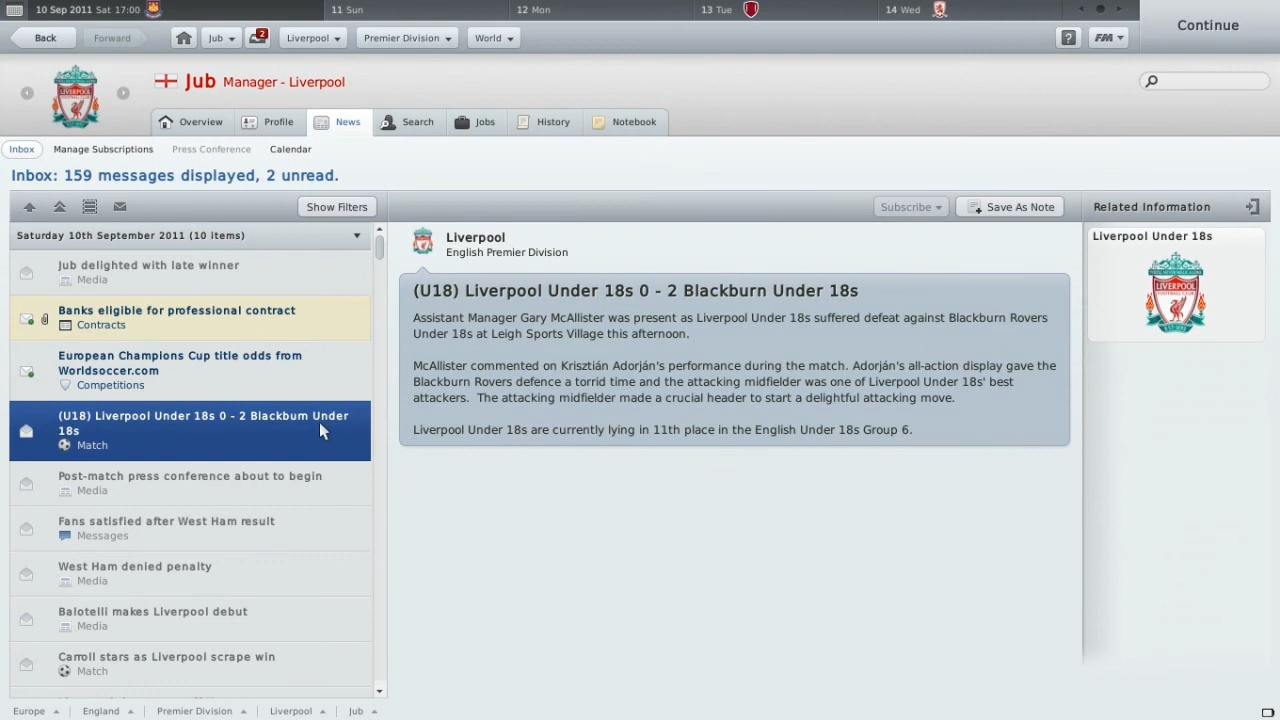 10 Sep 2011 Sat 17:00
11 Sun
12 Mon
13 Tue
14 Wed
Continue
Back
Forward
Job
2
Liverpool
Premier Division
World
?
FM
Jub Manager - Liverpool
Overview
Profile
News
Search
Jobs
History
Notebook
Inbox
Manage Subscriptions
Press Conference
Calendar
Inbox: 159 messages displayed, 2 unread.
Show Filters
Subscribe
Save As Note
Related Information
Saturday 10th September 2011 (10 items)
Jub delighted with late winner
Media
Banks eligible for professional contract
Contracts
European Champions Cup title odds from
Worldsoccer.com
Competitions
(U18) Liverpool Under 18s 0 - 2 Blackburn Under
18s
Match
Post-match press conference about to begin
Media
Fans satisfied after West Ham result
Messages
West Ham denied penalty
Media
Balotelli makes Liverpool debut
Media
Carroll stars as Liverpool scrape win
Match
Liverpool
English Premier Division
(U18) Liverpool Under 18s 0 - 2 Blackburn Under 18s
Assistant Manager Gary McAllister was present as Liverpool Under 18s suffered defeat against Blackburn Rovers
Under 18s at Leigh Sports Village this afternoon.
McAllister commented on Krisztián Adorján's performance during the match. Adorján's all-action display gave the
Blackburn Rovers defence a torrid time and the attacking midfielder was one of Liverpool Under 18s' best
attackers. The attacking midfielder made a crucial header to start a delightful attacking move.
Liverpool Under 18s are currently lying in 11th place in the English Under 18s Group 6.
Liverpool Under 18s
Europe
England
Premier Division
Liverpool
Jub